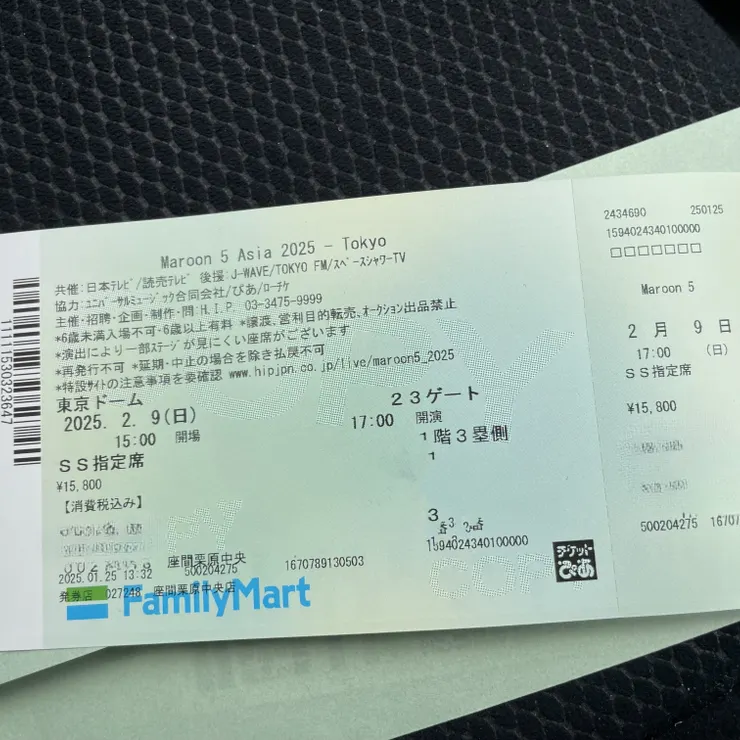 Maroon 5 Asia 2025 - Tokyo
共催:日本テレビ/読売テレビ 後援:J-WAVE/TOKYO FM/スペースシャワーTV
協力:ユニバーサルミュージック合同会社/ぴあ/ローチケ
主催・招聘・企画・制作・問:H.I.P. 03-3475-9999
*6歳未満入場不可・6歳以上有料 *譲渡、営利目的転売、オークション出品禁止
*演出により一部ステージが見にくい座席がございます
*再発行不可 *延期・中止の場合を除き払戻不可
*特設サイトの注意事項を要確認 www.hipjpn.co.jp/live/maroon5_2025
東京ドーム
23ゲート
2025. 2. 9(日)
17:00 開演
15:00 開場
1階3塁側
1
SS指定席
¥15,800
【消費税込み】
3
1594024340100000
座間栗原中央
2025.01.25 13:32 500204275 1670789130503
発券店 027248 座間栗原中央店
FamilyMart
チケット
ぴあ
1111530323647
2434690 250125
1594024340100000
□□□□□□□
Maroon 5
2月 9日
17:00 (日)
SS指定席
¥15,800
500204275 16707
COPY